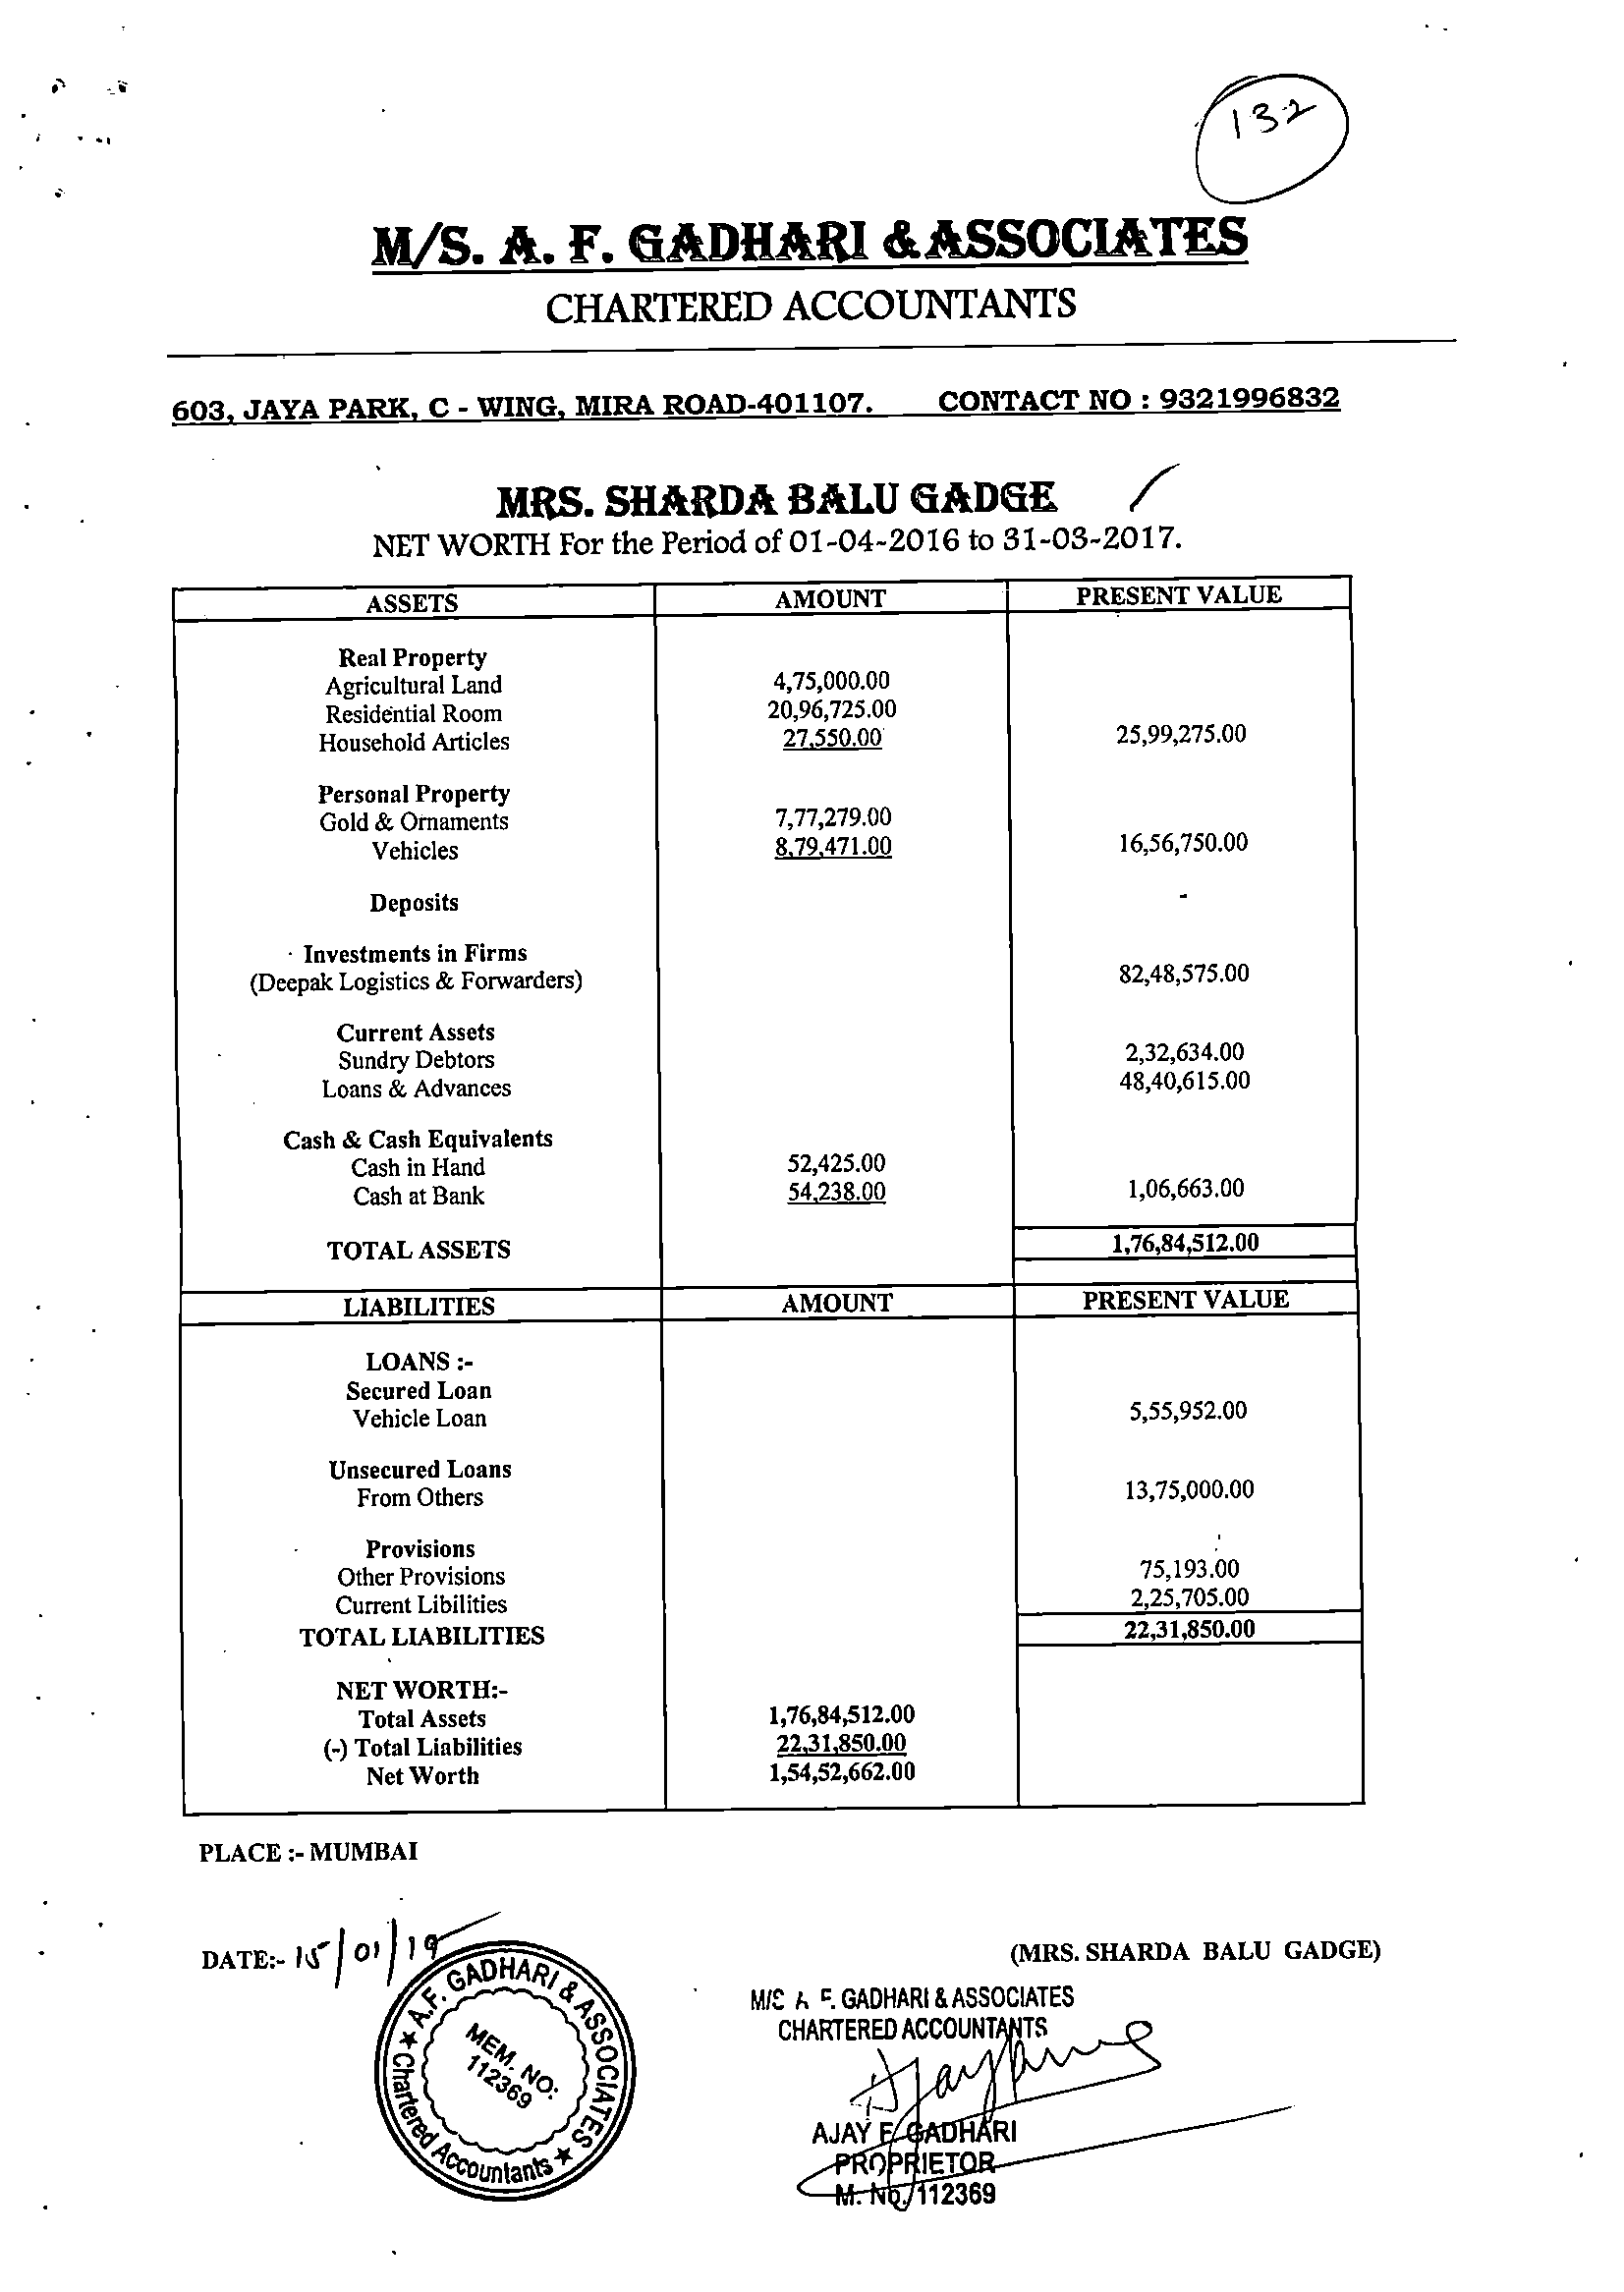 132
M/S. A. F. GADHARI & ASSOCIATES
CHARTERED ACCOUNTANTS
603, JAYA PARK, C - WING, MIRA ROAD-401107. CONTACT NO : 9321996832
MRS. SHARDA BALU GADGE
NET WORTH For the Period of 01-04-2016 to 31-03-2017.
ASSETS AMOUNT PRESENT VALUE
Real Property
Agricultural Land 4,75,000.00
Residential Room 20,96,725.00
Household Articles 27,550.00 25,99,275.00
Personal Property
Gold & Ornaments 7,77,279.00
Vehicles 8,79,471.00 16,56,750.00
Deposits -
Investments in Firms
(Deepak Logistics & Forwarders) 82,48,575.00
Current Assets
Sundry Debtors 2,32,634.00
Loans & Advances 48,40,615.00
Cash & Cash Equivalents
Cash in Hand 52,425.00
Cash at Bank 54,238.00 1,06,663.00
TOTAL ASSETS 1,76,84,512.00
LIABILITIES AMOUNT PRESENT VALUE
LOANS :-
Secured Loan
Vehicle Loan 5,55,952.00
Unsecured Loans
From Others 13,75,000.00
Provisions
Other Provisions 75,193.00
Current Libilities 2,25,705.00
TOTAL LIABILITIES 22,31,850.00
NET WORTH:-
Total Assets 1,76,84,512.00
(-) Total Liabilities 22,31,850.00
Net Worth 1,54,52,662.00
PLACE :- MUMBAI
DATE:- 15/01/19
(MRS. SHARDA BALU GADGE)
A.F. GADHARI & ASSOCIATES
Chartered Accountants
MEM. NO:
112369
M/S A F. GADHARI & ASSOCIATES
CHARTERED ACCOUNTANTS
AJAY F. GADHARI
PROPRIETOR
M. No. 112369